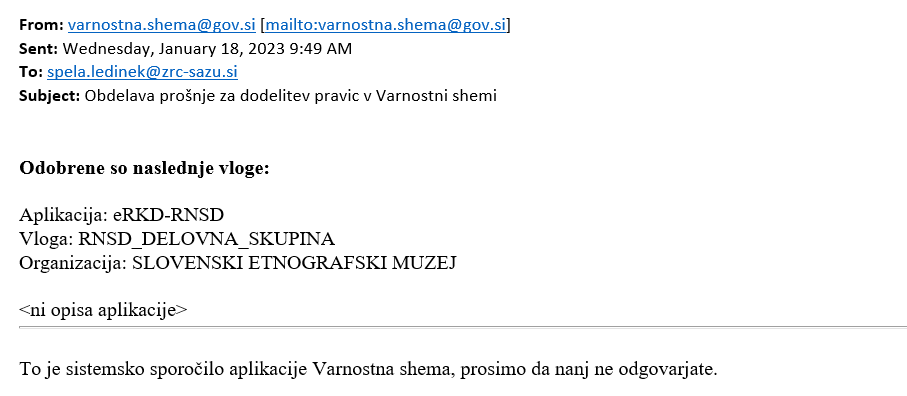 From: varnostna.shema@gov.si [mailto:varnostna.shema@gov.si]
Sent: Wednesday, January 18, 2023 9:49 AM
To: spela.ledinek@zrc-sazu.si
Subject: Obdelava prošnje za dodelitev pravic v Varnostni shemi
Odobrene so naslednje vloge:
Aplikacija: eRKD-RNSD
Vloga: RNSD_DELOVNA_SKUPINA
Organizacija: SLOVENSKI ETNOGRAFSKI MUZEJ
<ni opisa aplikacije>
To je sistemsko sporočilo aplikacije Varnostna shema, prosimo da nanj ne odgovarjate.